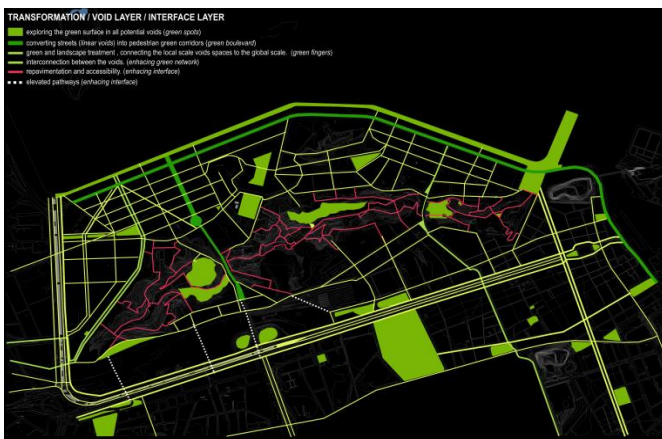 TRANSFORMATION / VOID LAYER / INTERFACE LAYER
exploring the green surface in all potential voids (green spots)
converting streets (linear voids) into pedestrian green corridors (green boulevard)
green and landscape treatment , connecting the local scale voids spaces to the global scale. (green fingers)
interconnection between the voids. (enhacing green network)
repavimentation and accessibility. (enhacing interface)
elevated pathways (enhacing interface)